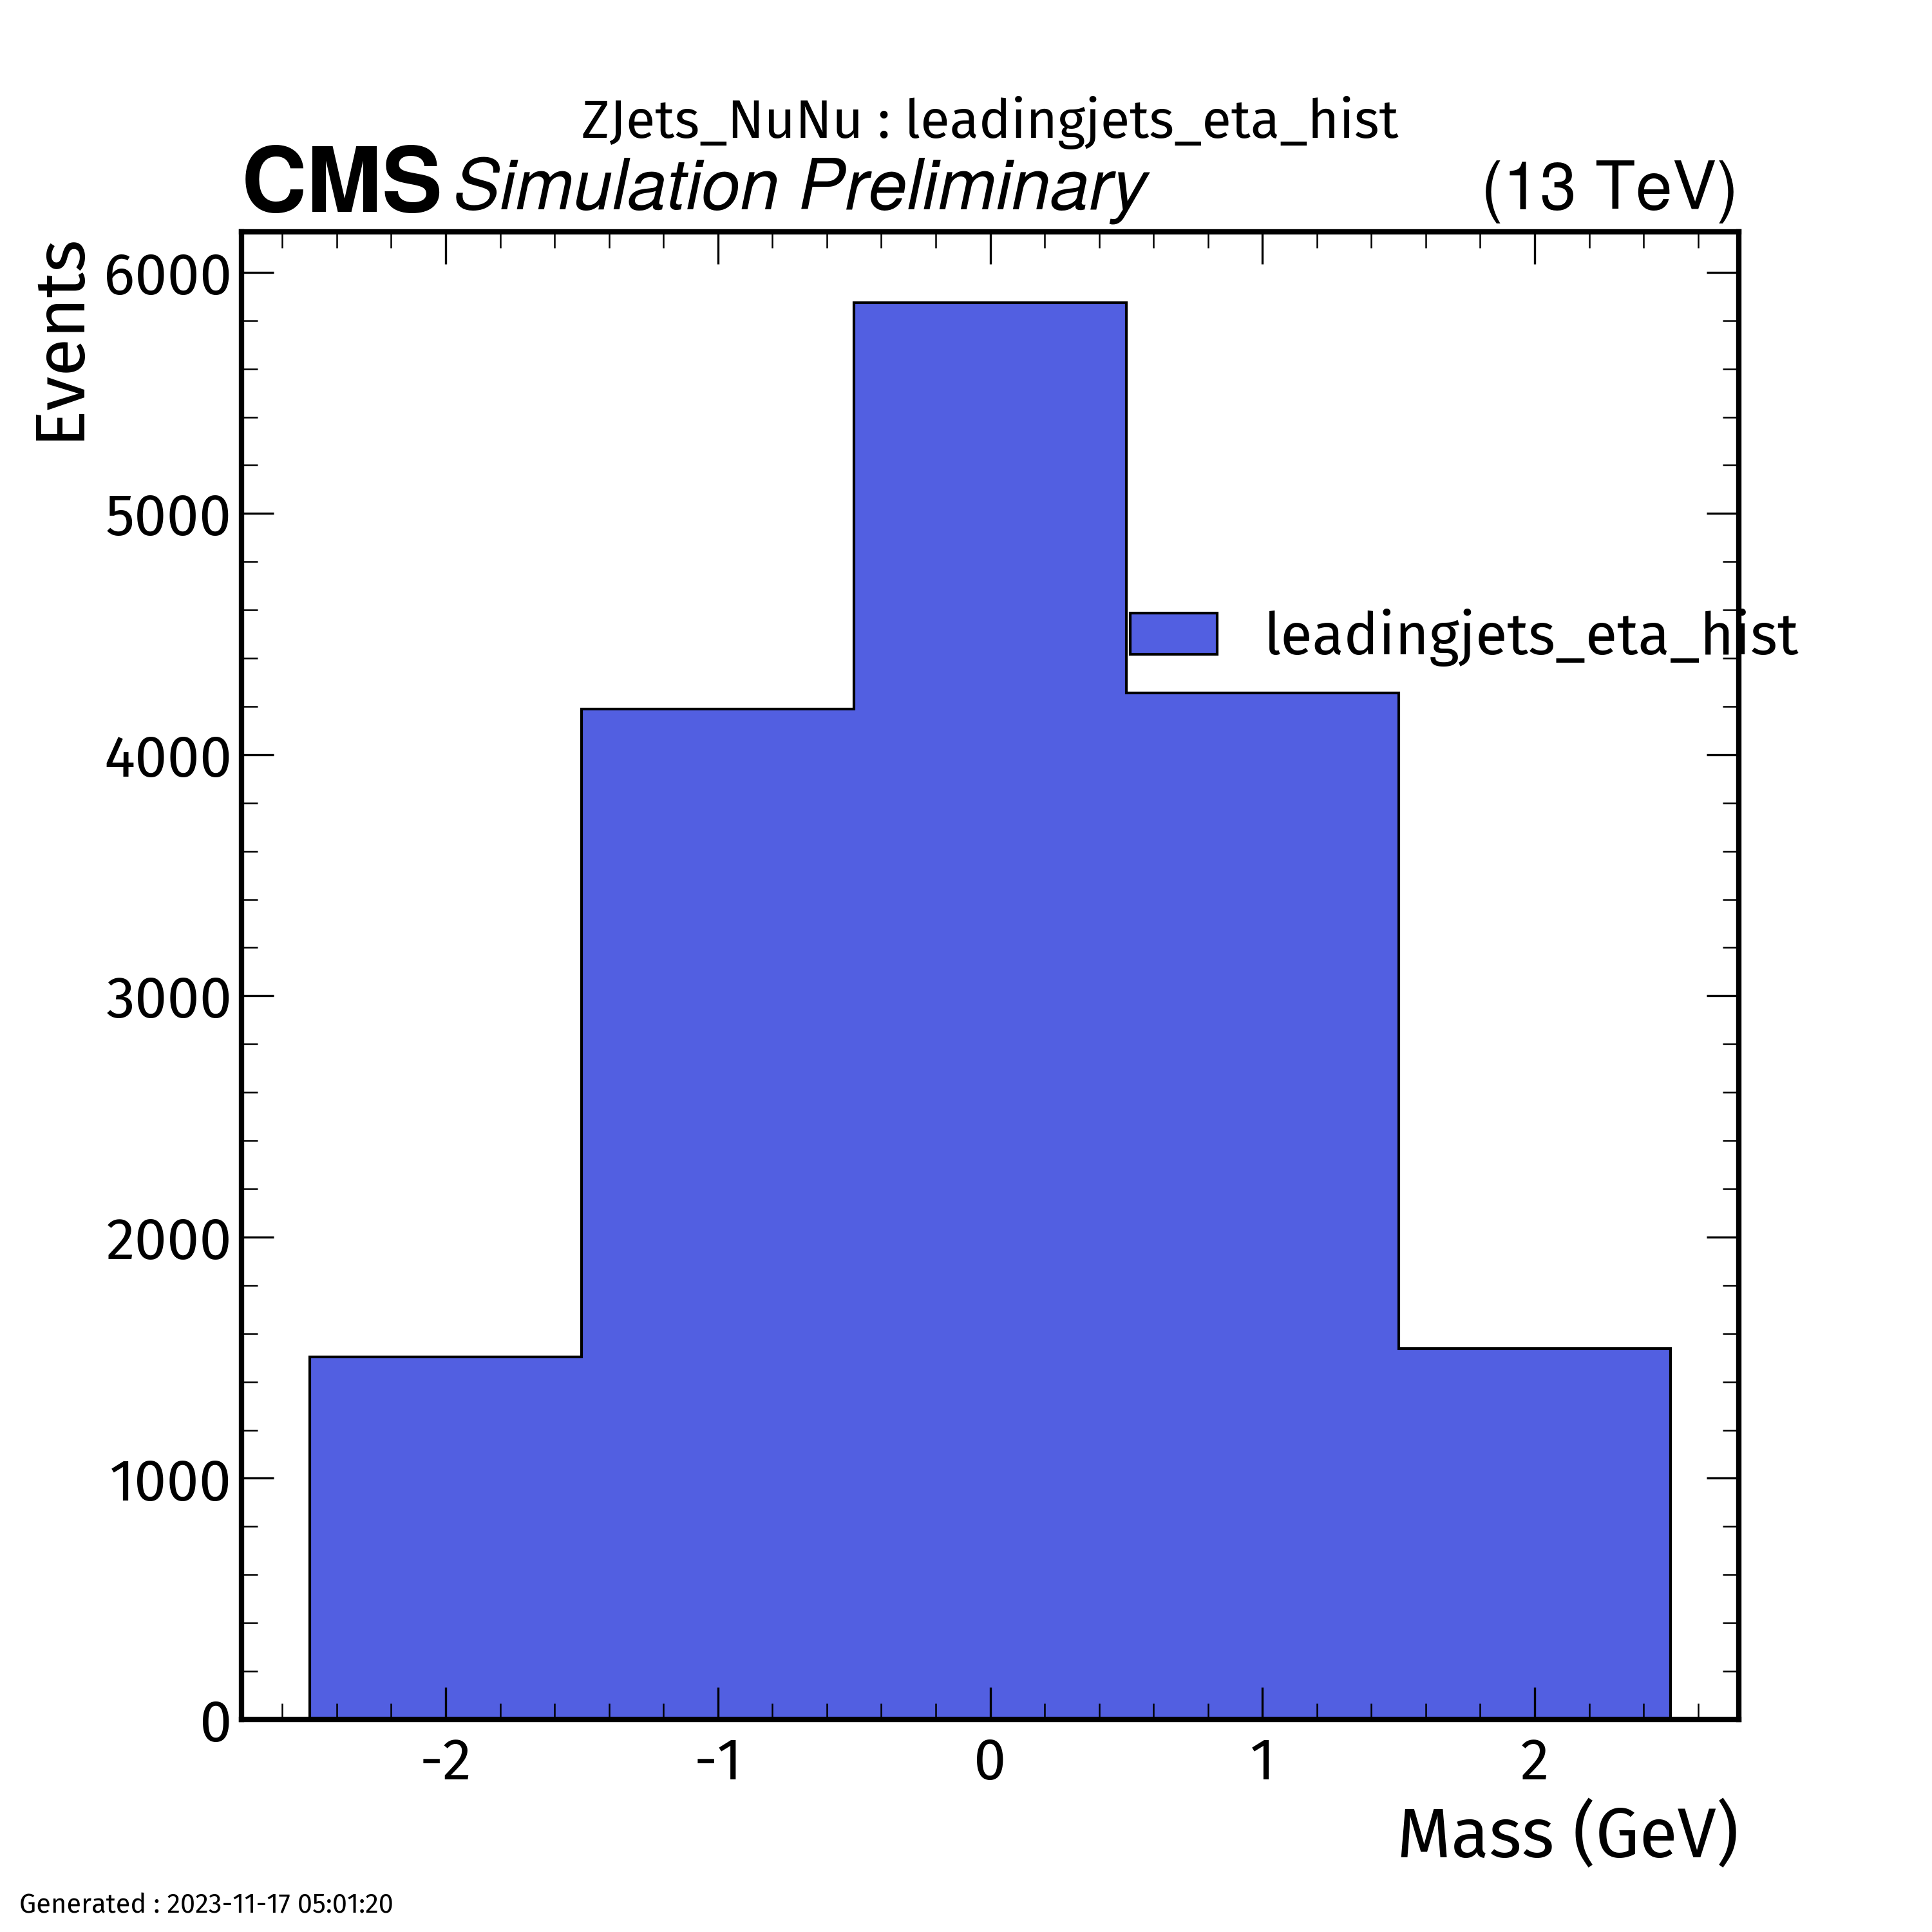 ZJets_NuNu : leadingjets_eta_hist
CMS Simulation Preliminary (13 TeV)
Events
6000
5000
leadingjets_eta_hist
4000
3000
2000
1000
0
-2 -1 0 1 2
Mass (GeV)
Generated : 2023-11-17 05:01:20